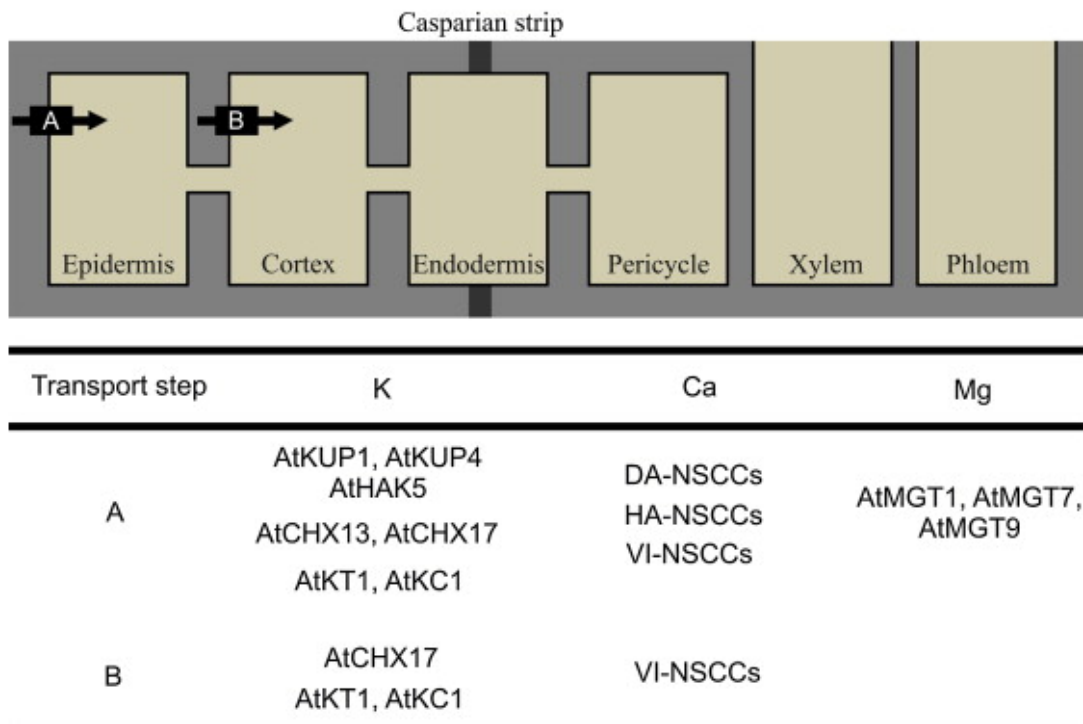 Casparian strip
A
B
Epidermis
Cortex
Endodermis
Pericycle
Xylem
Phloem
Transport step
K
Ca
Mg
A
AtKUP1, AtKUP4
AtHAK5
AtCHX13, AtCHX17
AtKT1, AtKC1
DA-NSCCs
HA-NSCCs
VI-NSCCs
AtMGT1, AtMGT7,
AtMGT9
B
AtCHX17
AtKT1, AtKC1
VI-NSCCs